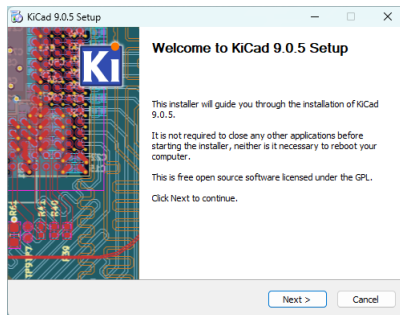 KiCad 9.0.5 Setup
Ki
Welcome to KiCad 9.0.5 Setup
This installer will guide you through the installation of KiCad
9.0.5.
It is not required to close any other applications before
starting the installer, neither is it necessary to reboot your
computer.
This is free open source software licensed under the GPL.
Click Next to continue.
R41
R40
Next >
Cancel